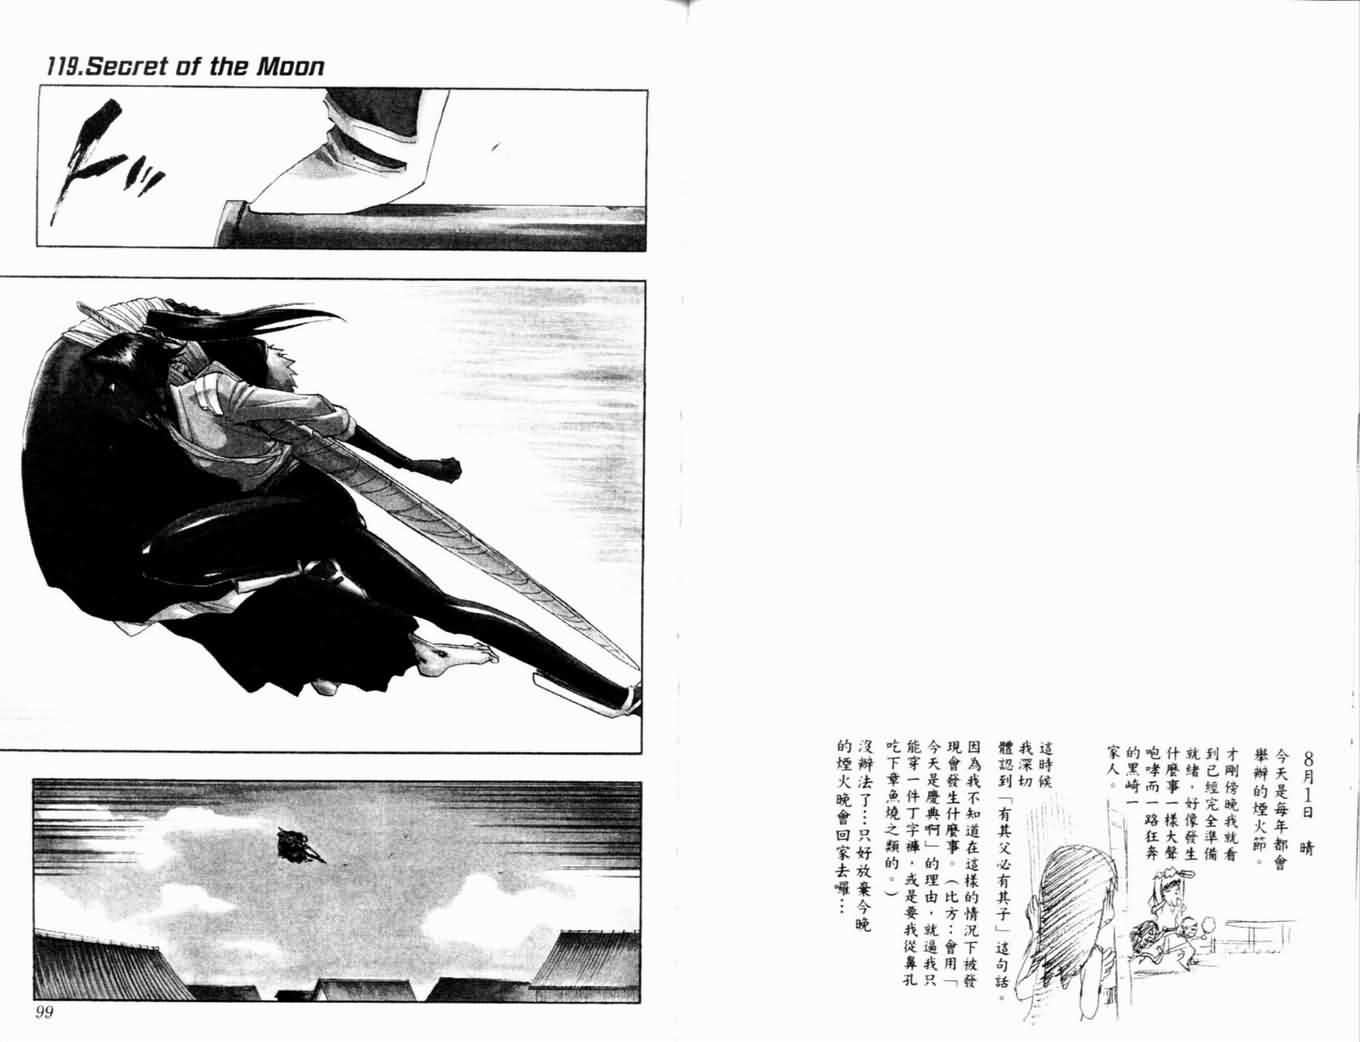 8月1日　晴
今天是每年都會
舉辦的煙火節。
才剛傍晚我就看
到已經完全準備
就緒，好像發生
什麼事一樣大聲
咆哮而一路狂奔
的黑崎一
家人。
這時候
我深切
體認到「有其父必有其子」這句話。
因為我不知道在這樣的情況下被發
現會發生什麼事。（比方：會用「
今天是慶典啊」的理由，就逼我只
能穿一件丁字褲，或是要我從鼻孔
吃下章魚燒之類的。）
沒辦法了…只好放棄今晚
的煙火晚會回家去囉…
119.Secret of the Moon
ドッ
99